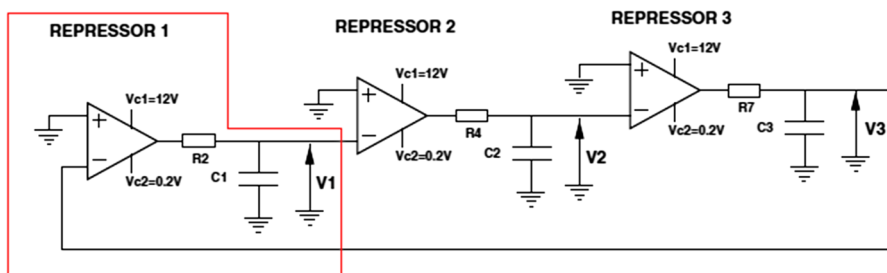 REPRESSOR 1
REPRESSOR 2
REPRESSOR 3
Vc1=12V
Vc2=0.2V
R2
C1
V1
Vc1=12V
Vc2=0.2V
R4
C2
V2
Vc1=12V
Vc2=0.2V
R7
C3
V3